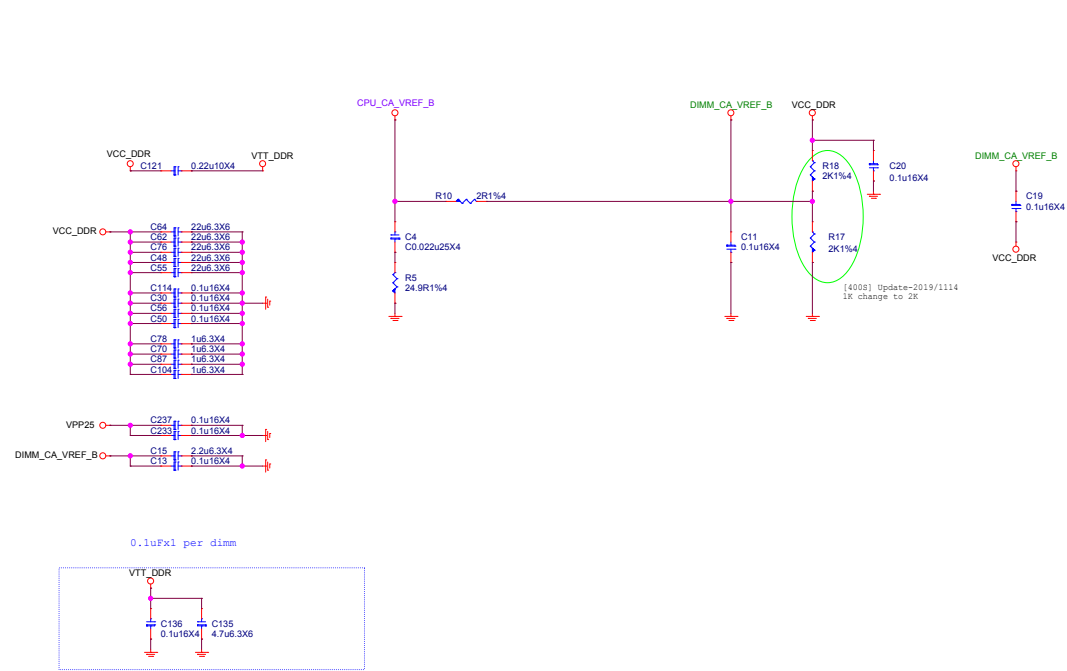 CPU_CA_VREF_B
DIMM_CA_VREF_B
VCC_DDR
VCC_DDR
C121
0.22u10X4
VTT_DDR
R18
2K1%4
C20
0.1u16X4
DIMM_CA_VREF_B
C19
0.1u16X4
VCC_DDR
R10
2R1%4
C4
C0.022u25X4
R5
24.9R1%4
C11
0.1u16X4
R17
2K1%4
[400S] Update-2019/1114
1K change to 2K
VCC_DDR
C64
22u6.3X6
C62
22u6.3X6
C76
22u6.3X6
C48
22u6.3X6
C55
22u6.3X6
C114
0.1u16X4
C30
0.1u16X4
C56
0.1u16X4
C50
0.1u16X4
C78
1u6.3X4
C70
1u6.3X4
C87
1u6.3X4
C104
1u6.3X4
VPP25
C237
0.1u16X4
C233
0.1u16X4
DIMM_CA_VREF_B
C15
2.2u6.3X4
C13
0.1u16X4
0.1uFx1 per dimm
VTT_DDR
C136
0.1u16X4
C135
4.7u6.3X6